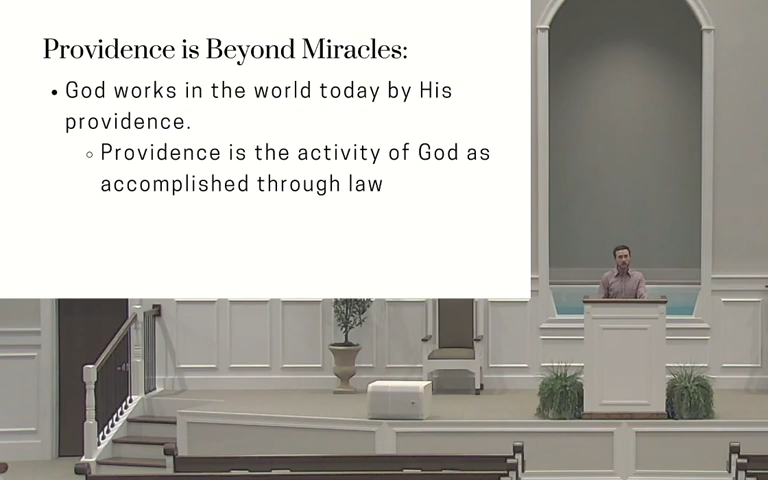 Providence is Beyond Miracles:
• God works in the world today by His
providence.
○ Providence is the activity of God as
accomplished through law